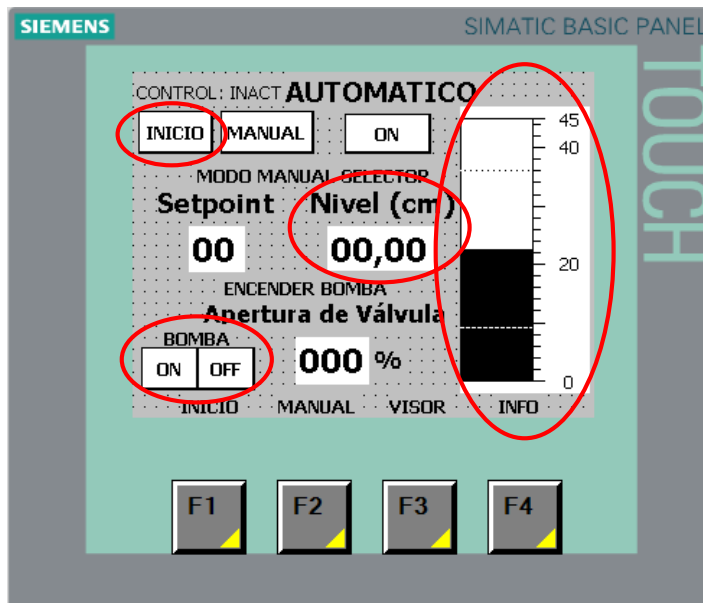 SIEMENS
SIMATIC BASIC PANEL
TOUCH
CONTROL: INACT AUTOMATICO
INICIO MANUAL ON
45
40
MODO MANUAL SELECTOR
Setpoint Nivel (cm)
00 00,00
20
ENCENDER BOMBA
Apertura de Válvula
BOMBA
ON OFF 000 %
0
INICIO MANUAL VISOR INFO
F1 F2 F3 F4